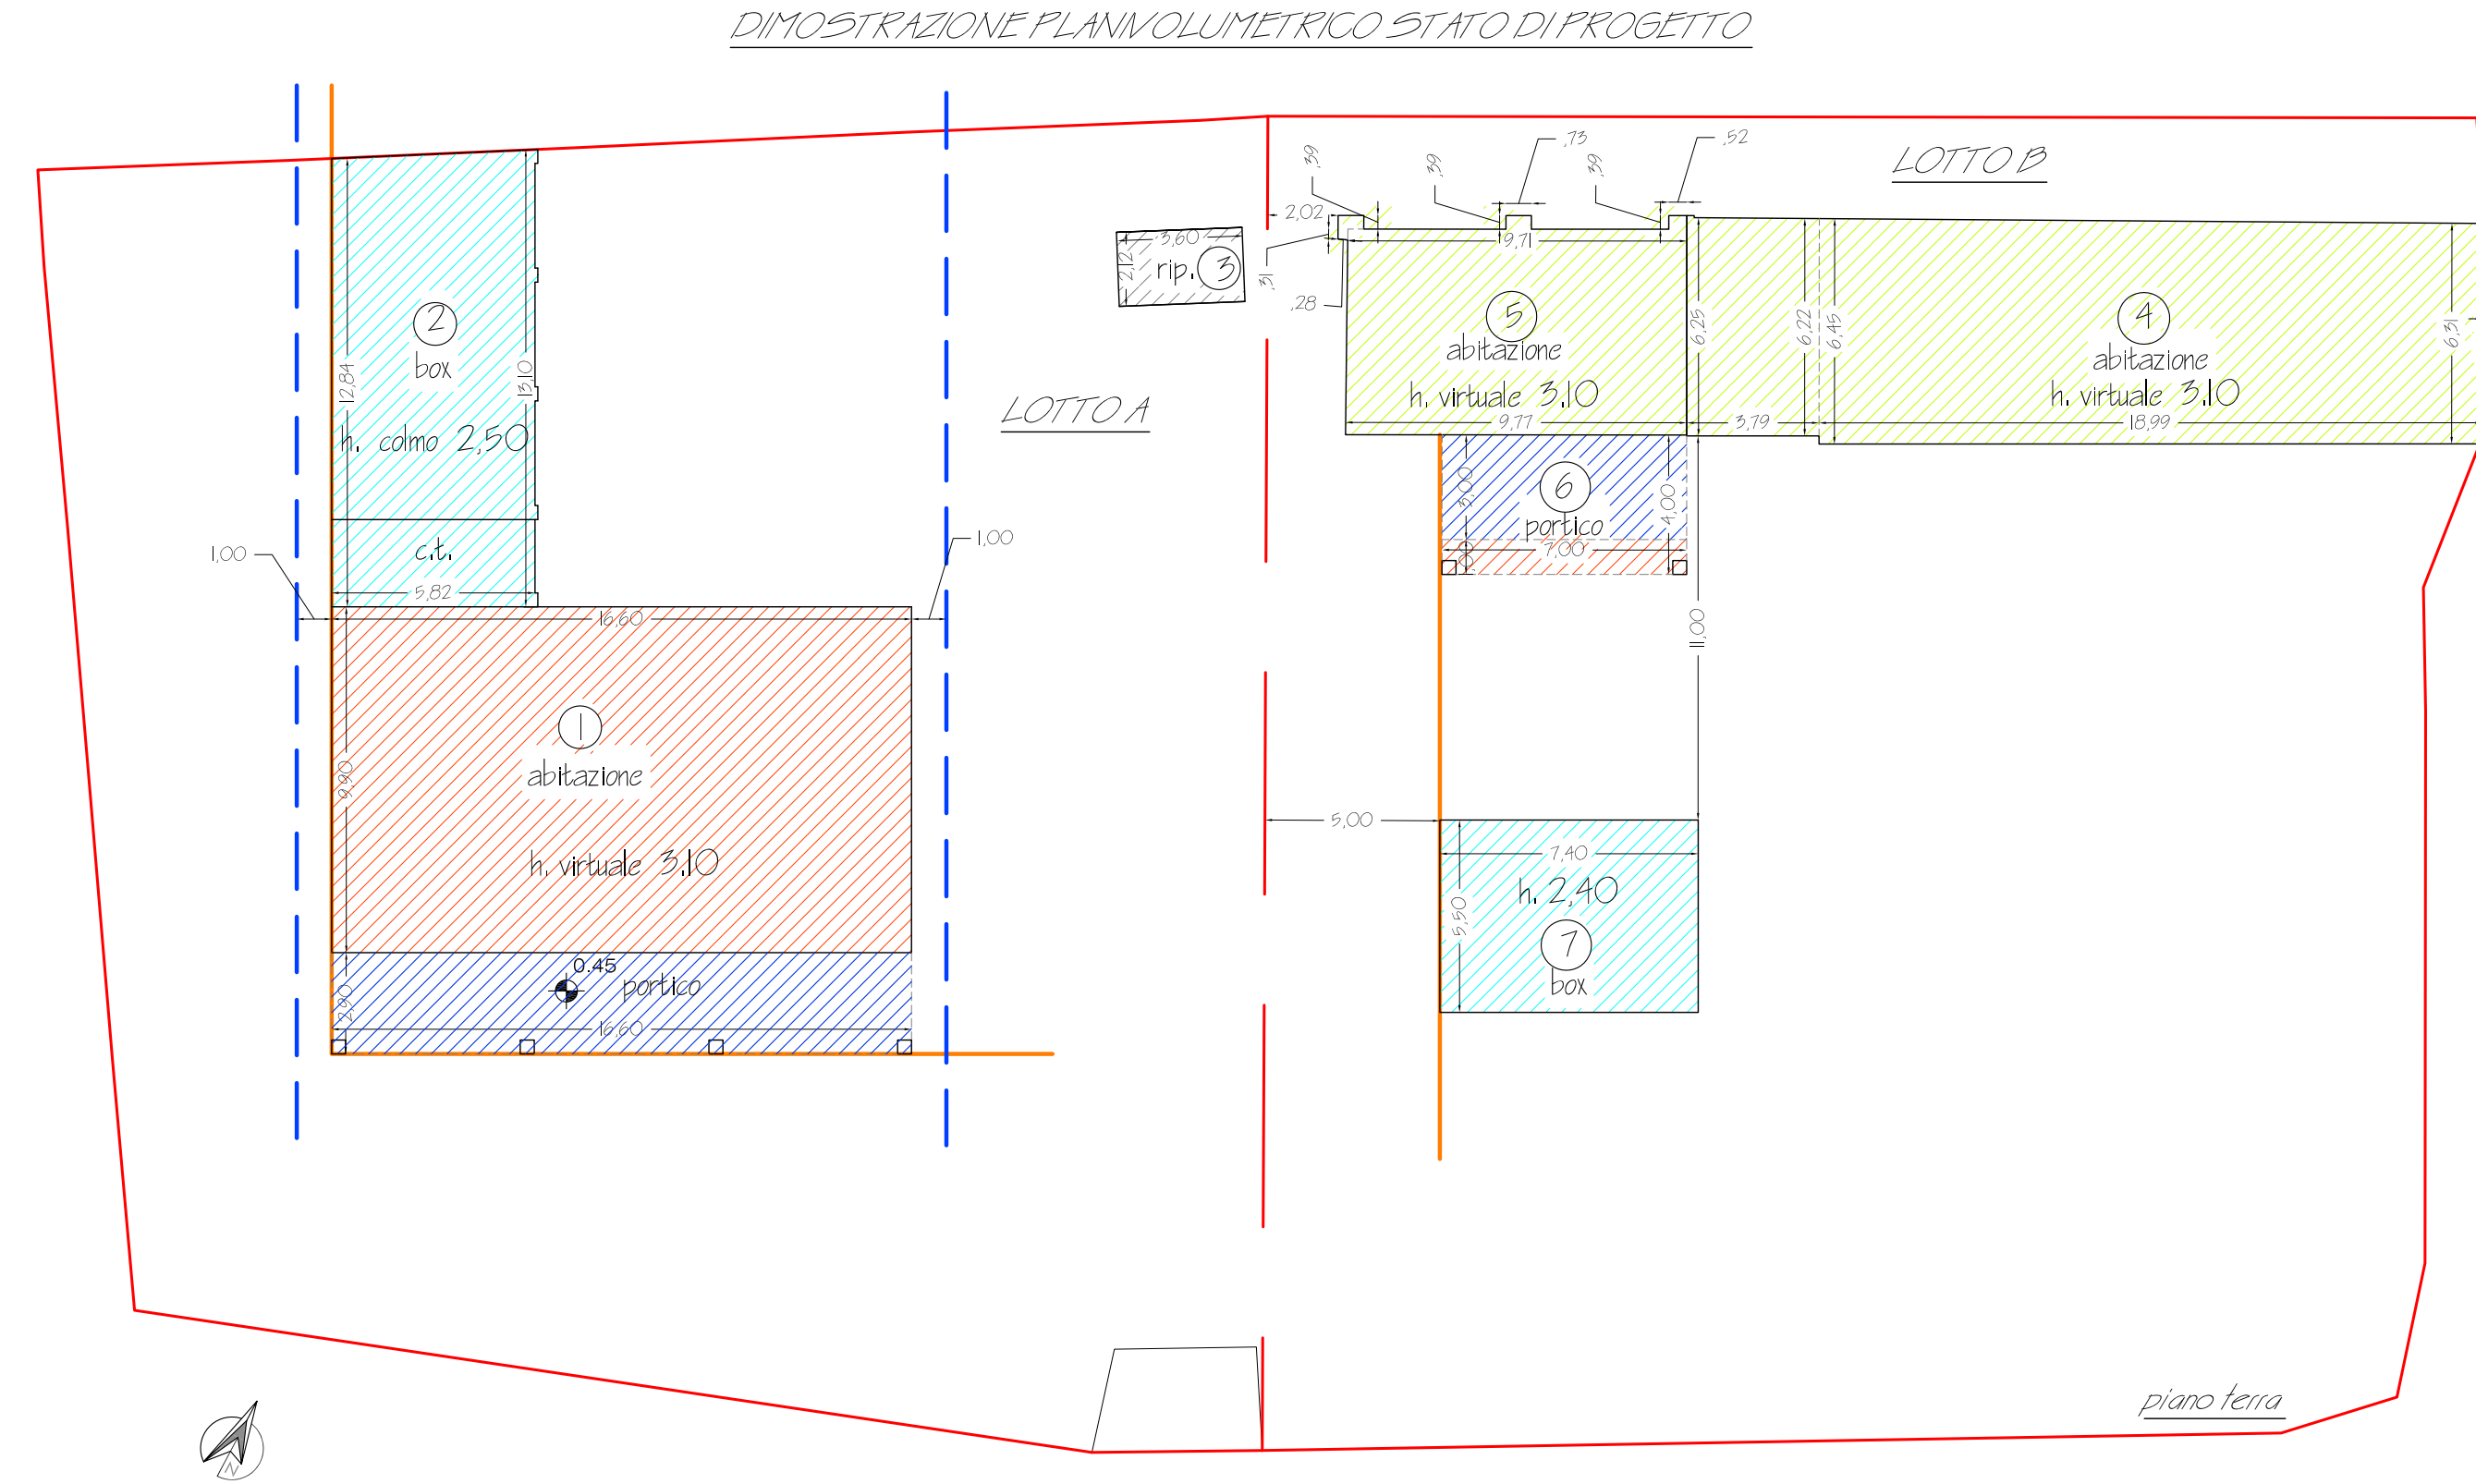 DIMOSTRAZIONE PLANIVOLUMETRICO STATO DI PROGETTO
LOTTO B
,39
,39
,73
,39
,52
2,02
3,60
2,12
rip. 3
,31
,28
9,71
5
abitazione
h. virtuale 3.10
9,77
6,25
3,79
6,22
6,45
4
abitazione
h. virtuale 3.10
18,99
6,31
2
box
12,84
13,10
h. colmo 2,50
c.t.
5,82
LOTTO A
1,00
1,00
16,60
3,00
6
portico
4,00
7,00
11,00
1
abitazione
9,90
h. virtuale 3.10
5,00
7,40
h. 2,40
5,50
7
box
0.45
portico
2,90
16,60
piano terra
N